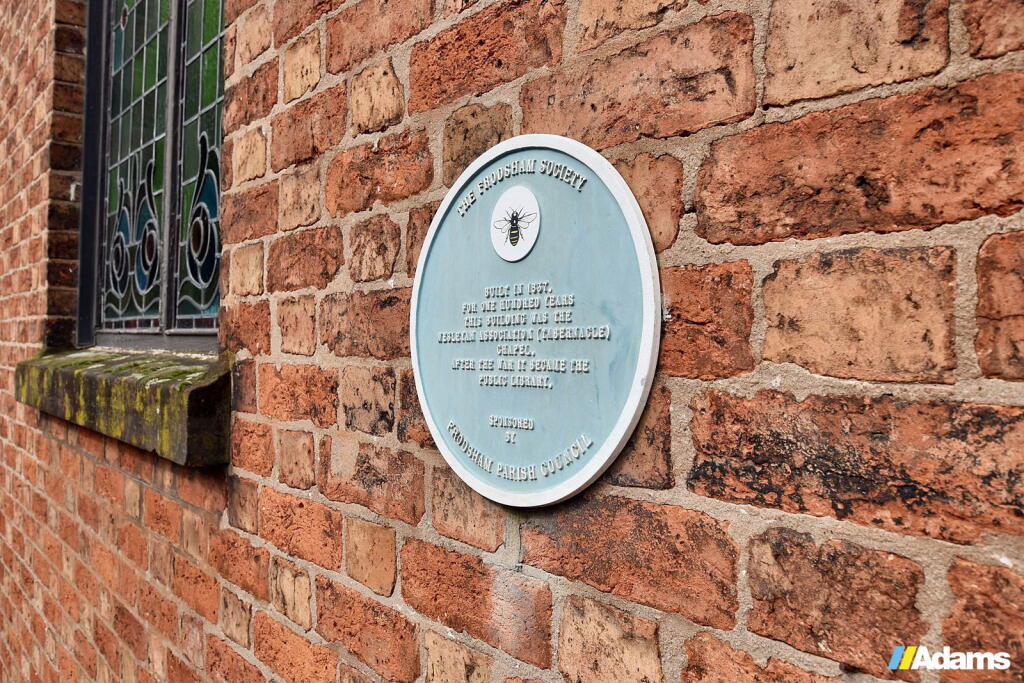 THE FRODSHAM SOCIETY
BUILT IN 1837,
FOR ONE HUNDRED YEARS
THIS BUILDING WAS THE
WESLEYAN ASSOCIATION (TABERNACLE)
CHAPEL.
AFTER THE WAR IT BECAME THE
PUBLIC LIBRARY.
SPONSORED
BY
FRODSHAM PARISH COUNCIL
Adams